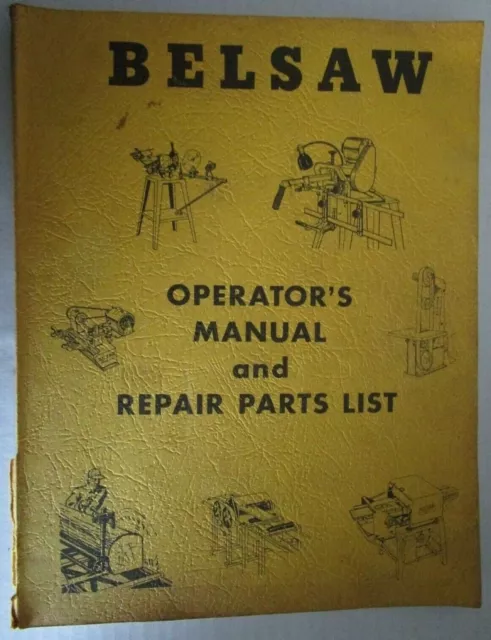 BELSAW
OPERATOR'S
MANUAL
and
REPAIR PARTS LIST